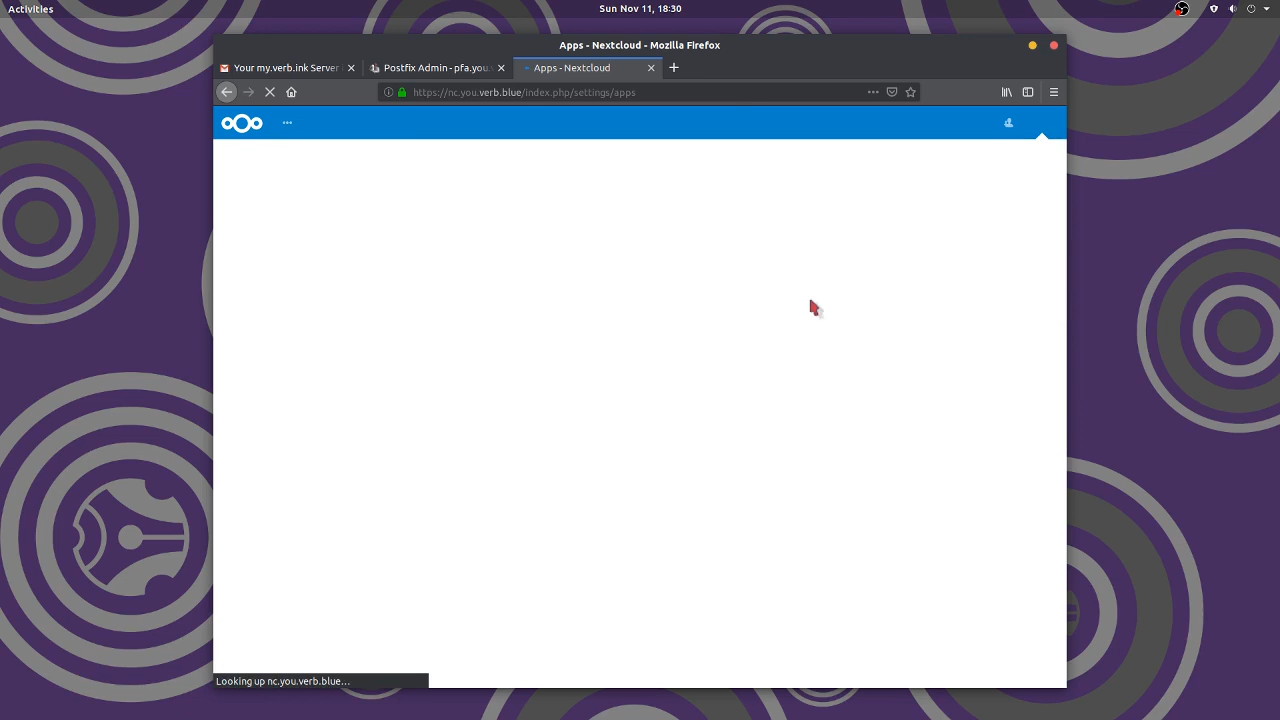 Activities
Sun Nov 11, 18:30
Apps - Nextcloud - Mozilla Firefox
Your my.verb.ink Server
Postfix Admin - pfa.you.v
Apps - Nextcloud
https://nc.you.verb.blue/index.php/settings/apps
Looking up nc.you.verb.blue…